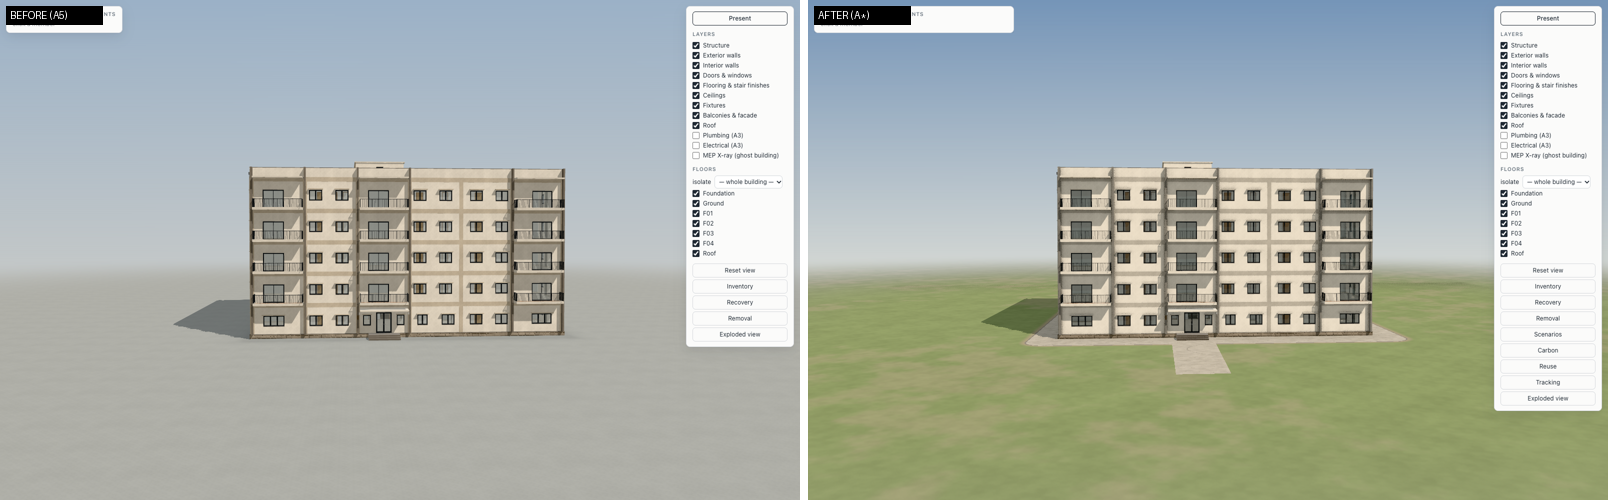 BEFORE (A5)
NTS
Present
LAYERS
Structure
Exterior walls
Interior walls
Doors & windows
Flooring & stair finishes
Ceilings
Fixtures
Balconies & facade
Roof
Plumbing (A3)
Electrical (A3)
MEP X-ray (ghost building)
FLOORS
isolate — whole building —
Foundation
Ground
F01
F02
F03
F04
Roof
Reset view
Inventory
Recovery
Removal
Exploded view
AFTER (A*)
NTS
Present
LAYERS
Structure
Exterior walls
Interior walls
Doors & windows
Flooring & stair finishes
Ceilings
Fixtures
Balconies & facade
Roof
Plumbing (A3)
Electrical (A3)
MEP X-ray (ghost building)
FLOORS
isolate — whole building —
Foundation
Ground
F01
F02
F03
F04
Roof
Reset view
Inventory
Recovery
Removal
Scenarios
Carbon
Reuse
Tracking
Exploded view